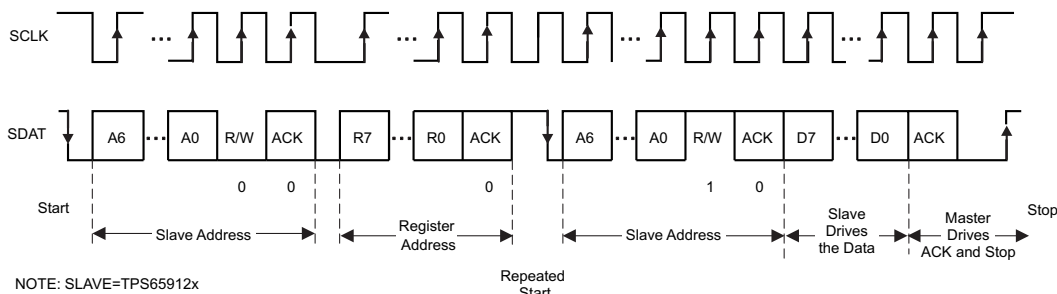 SCLK
... ... ... ...
SDAT A6 ... A0 R/W ACK R7 ... R0 ACK A6 ... A0 R/W ACK D7 ... D0 ACK
0 0 0 1 0
Start
Slave Address
Register
Address
Slave Address
Slave
Drives
the Data
Master
Drives
ACK and Stop
Stop
Repeated
Start
NOTE: SLAVE=TPS65912x